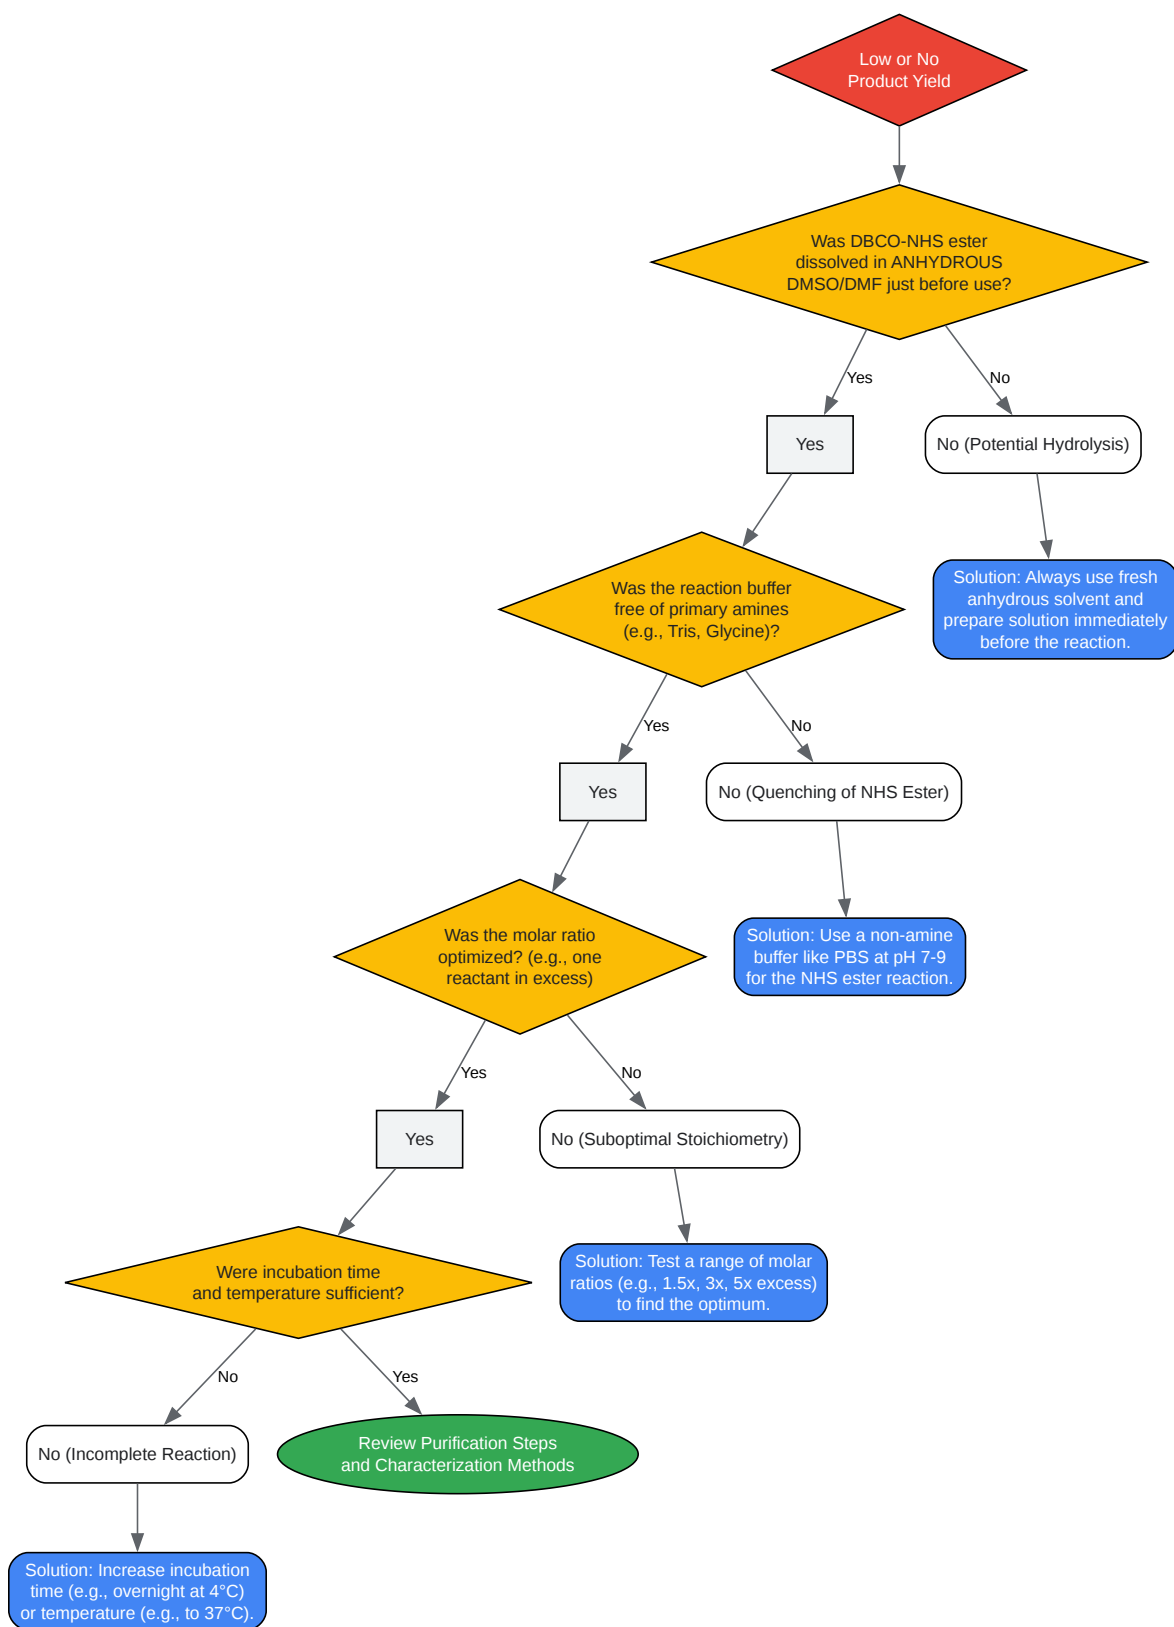 Low or No
Product Yield
Was DBCO-NHS ester
dissolved in ANHYDROUS
DMSO/DMF just before use?
Yes
No
Yes
No (Potential Hydrolysis)
Was the reaction buffer
free of primary amines
(e.g., Tris, Glycine)?
Solution: Always use fresh
anhydrous solvent and
prepare solution immediately
before the reaction.
Yes
No
Yes
No (Quenching of NHS Ester)
Was the molar ratio
optimized? (e.g., one
reactant in excess)
Solution: Use a non-amine
buffer like PBS at pH 7-9
for the NHS ester reaction.
Yes
No
Yes
No (Suboptimal Stoichiometry)
Were incubation time
and temperature sufficient?
Solution: Test a range of molar
ratios (e.g., 1.5x, 3x, 5x excess)
to find the optimum.
No
Yes
No (Incomplete Reaction)
Review Purification Steps
and Characterization Methods
Solution: Increase incubation
time (e.g., overnight at 4°C)
or temperature (e.g., to 37°C).